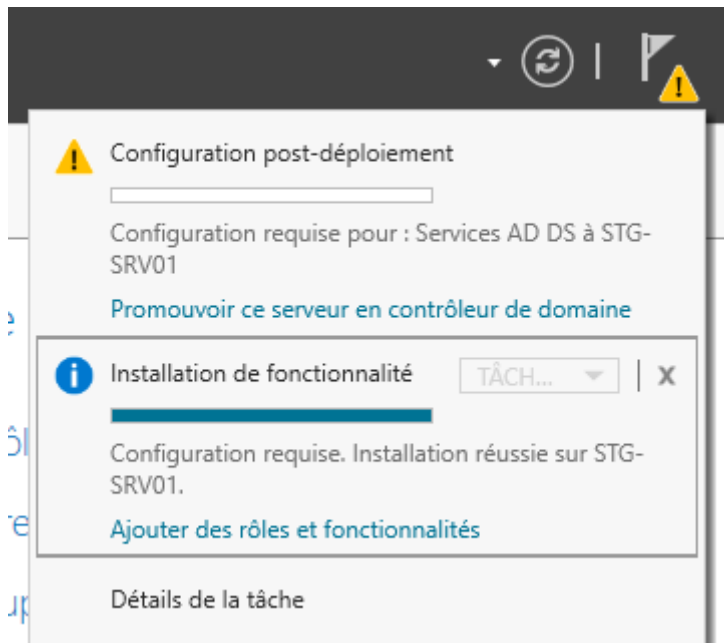 Configuration post-déploiement
Configuration requise pour : Services AD DS à STG-
SRV01
Promouvoir ce serveur en contrôleur de domaine
Installation de fonctionnalité
TÂCH...
X
Configuration requise. Installation réussie sur STG-
SRV01.
Ajouter des rôles et fonctionnalités
Détails de la tâche